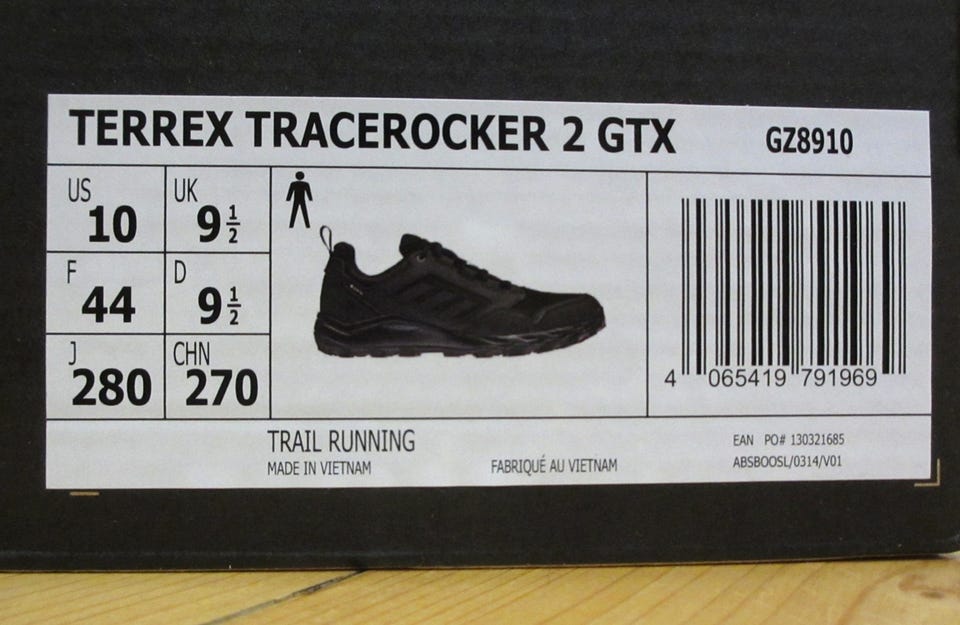 TERREX TRACEROCKER 2 GTX GZ8910
US 10 UK 9 1/2
F 44 D 9 1/2
J 280 CHN 270
4 065419 791969
TRAIL RUNNING
MADE IN VIETNAM FABRIQUÉ AU VIETNAM
EAN PO# 130321685
ABSBOOSL/0314/V01